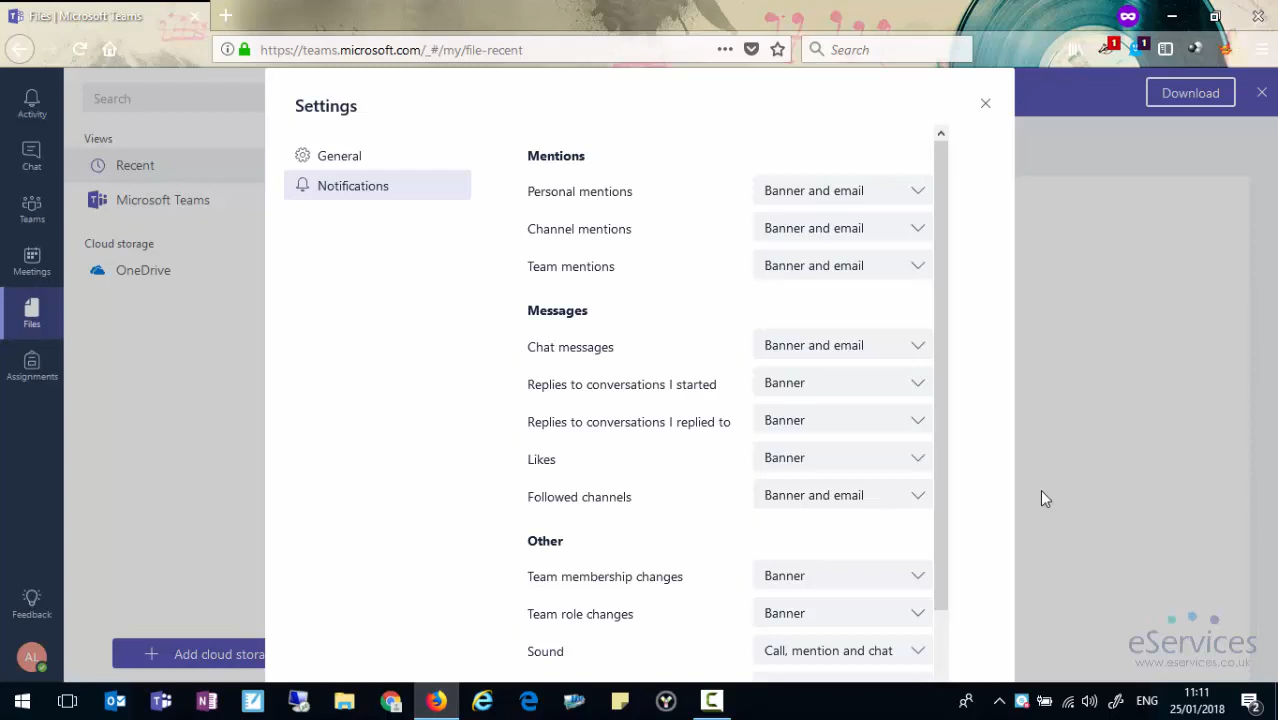 Files | Microsoft Teams
https://teams.microsoft.com/_#/my/file-recent
Search
1
1
Activity
Chat
Teams
Meetings
Files
Assignments
Feedback
AL
Search
Views
Recent
Microsoft Teams
Cloud storage
OneDrive
Add cloud stora
Download
Settings
General
Notifications
Mentions
Personal mentions Banner and email
Channel mentions Banner and email
Team mentions Banner and email
Messages
Chat messages Banner and email
Replies to conversations I started Banner
Replies to conversations I replied to Banner
Likes Banner
Followed channels Banner and email
Other
Team membership changes Banner
Team role changes Banner
Sound Call, mention and chat
eServices
www.eservices.co.uk
ENG
11:11
25/01/2018
2